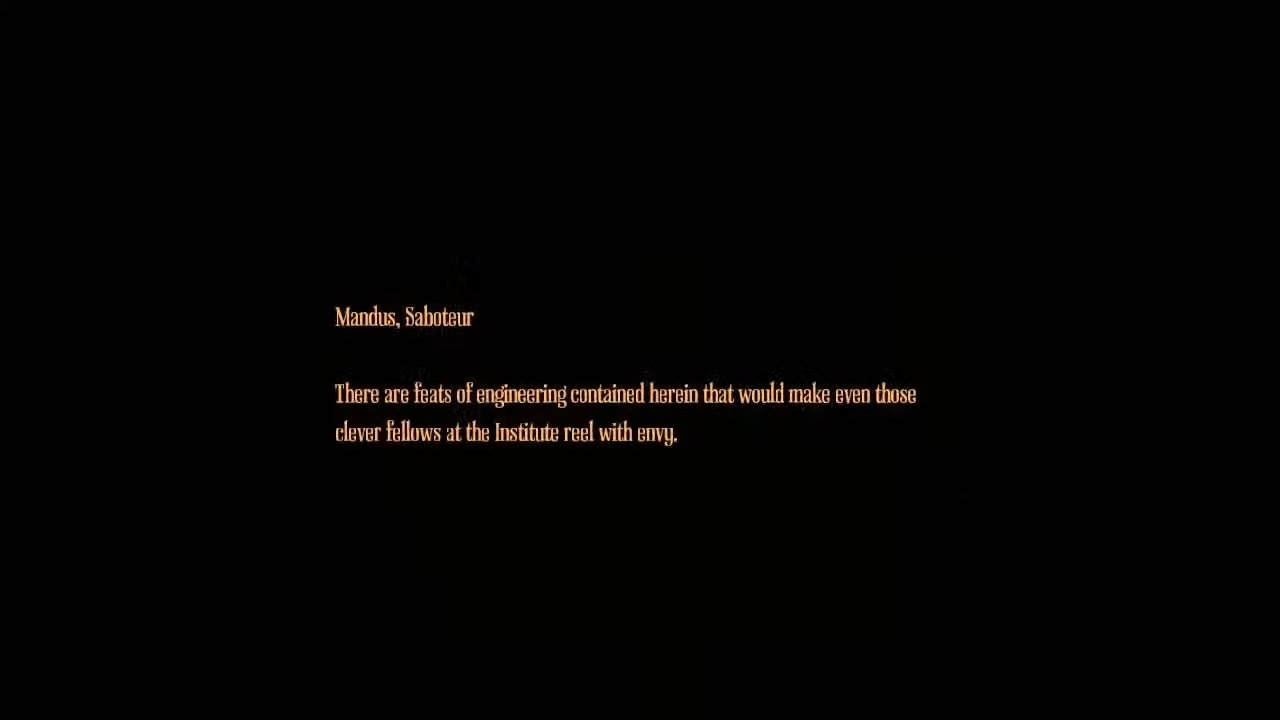 Mandus, Saboteur
There are feats of engineering contained herein that would make even those
clever fellows at the Institute reel with envy.